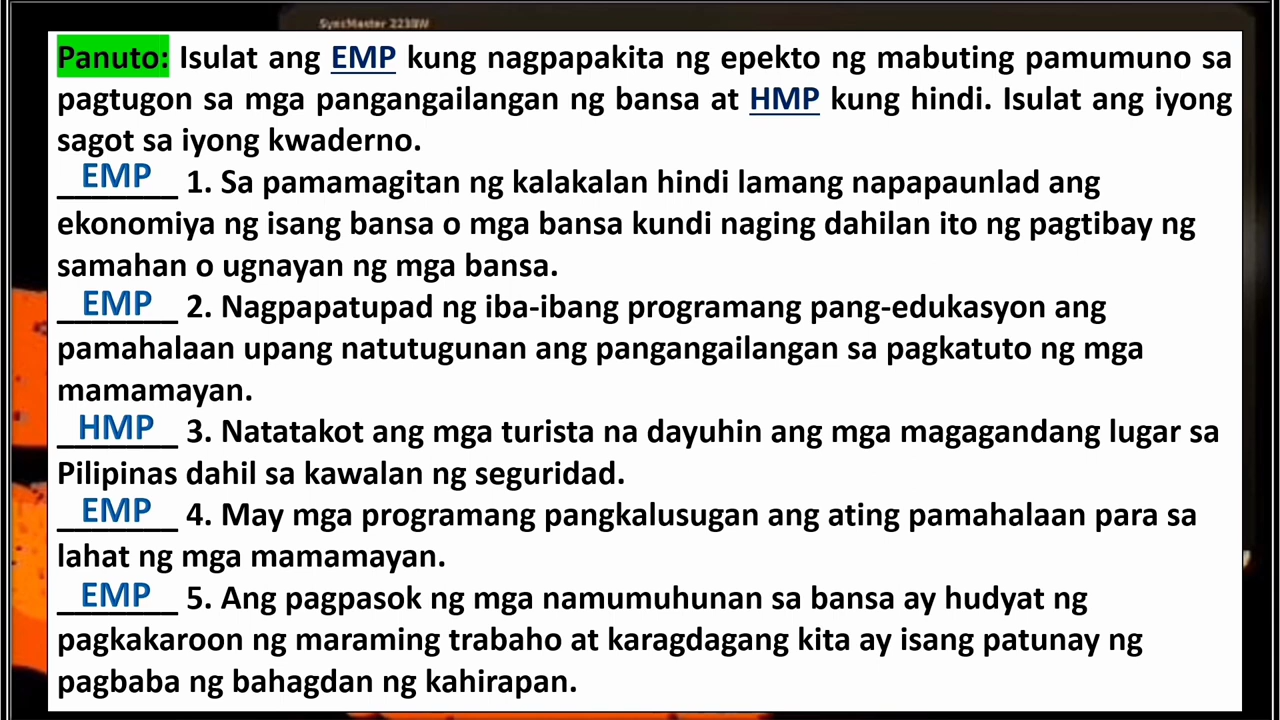 SyncMaster 2233W
Panuto: Isulat ang EMP kung nagpapakita ng epekto ng mabuting pamumuno sa
pagtugon sa mga pangangailangan ng bansa at HMP kung hindi. Isulat ang iyong
sagot sa iyong kwaderno.
EMP 1. Sa pamamagitan ng kalakalan hindi lamang napapaunlad ang
ekonomiya ng isang bansa o mga bansa kundi naging dahilan ito ng pagtibay ng
samahan o ugnayan ng mga bansa.
EMP 2. Nagpapatupad ng iba-ibang programang pang-edukasyon ang
pamahalaan upang natutugunan ang pangangailangan sa pagkatuto ng mga
mamamayan.
HMP 3. Natatakot ang mga turista na dayuhin ang mga magagandang lugar sa
Pilipinas dahil sa kawalan ng seguridad.
EMP 4. May mga programang pangkalusugan ang ating pamahalaan para sa
lahat ng mga mamamayan.
EMP 5. Ang pagpasok ng mga namumuhunan sa bansa ay hudyat ng
pagkakaroon ng maraming trabaho at karagdagang kita ay isang patunay ng
pagbaba ng bahagdan ng kahirapan.